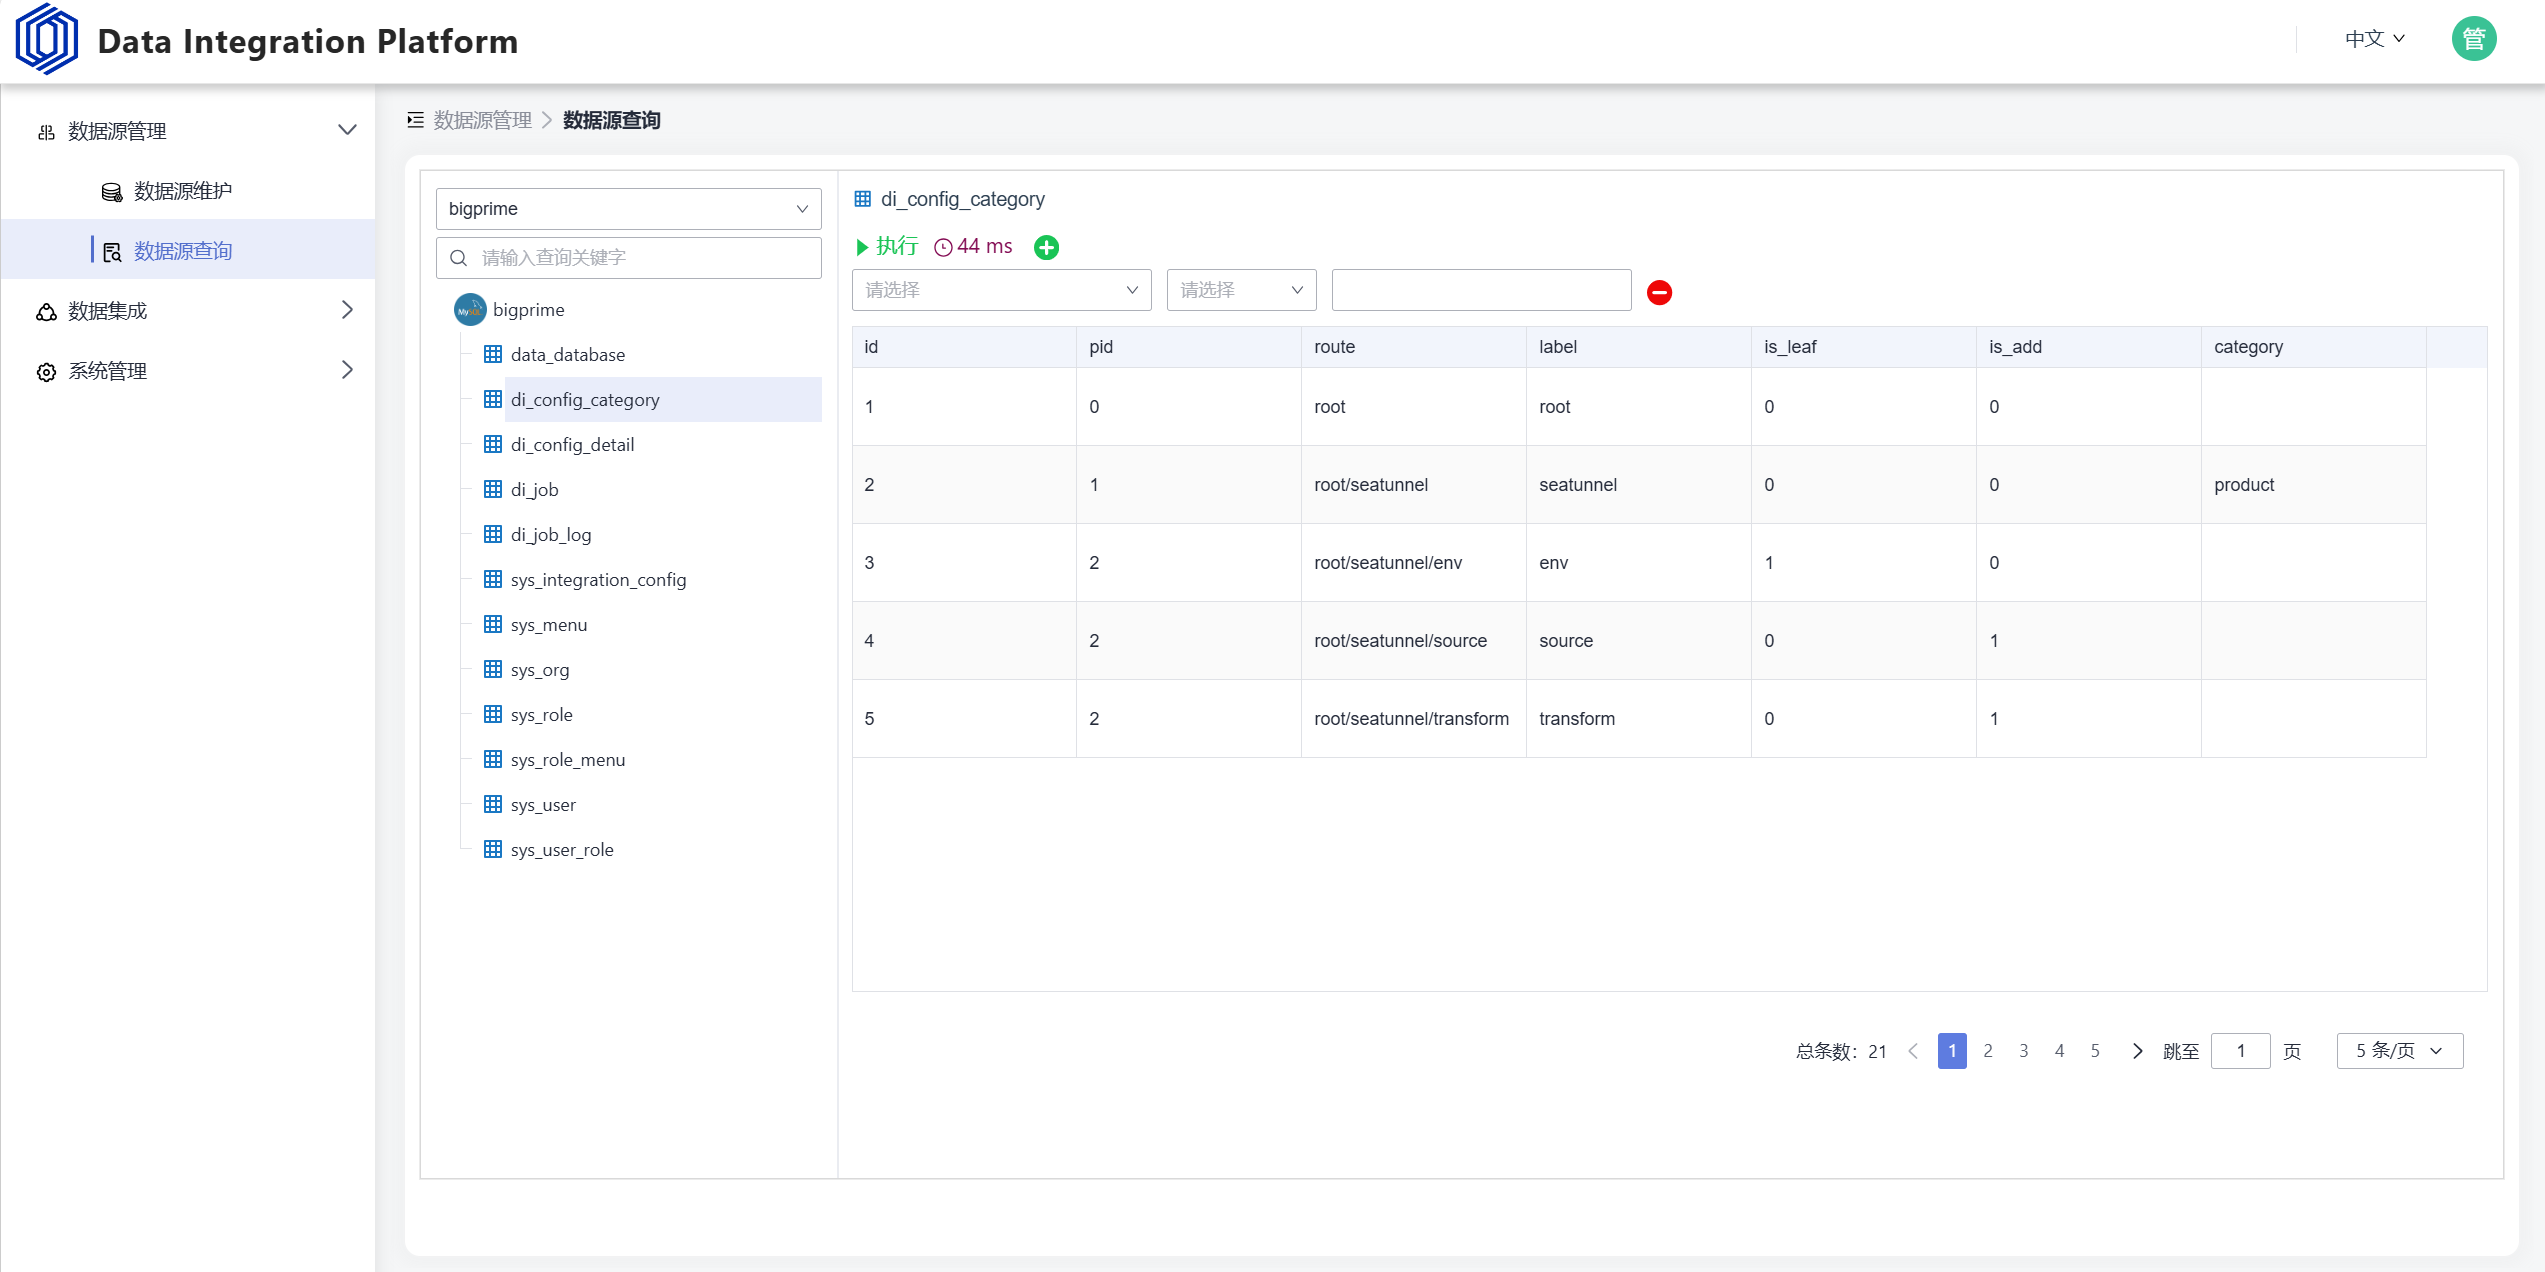 Data Integration Platform
中文
管
数据源管理
数据源维护
数据源查询
数据集成
系统管理
数据源管理 > 数据源查询
bigprime
请输入查询关键字
MySQL bigprime
data_database
di_config_category
di_config_detail
di_job
di_job_log
sys_integration_config
sys_menu
sys_org
sys_role
sys_role_menu
sys_user
sys_user_role
di_config_category
执行 44 ms
请选择 请选择
id pid route label is_leaf is_add category
1 0 root root 0 0
2 1 root/seatunnel seatunnel 0 0 product
3 2 root/seatunnel/env env 1 0
4 2 root/seatunnel/source source 0 1
5 2 root/seatunnel/transform transform 0 1
总条数：21 1 2 3 4 5 跳至 1 页 5 条/页